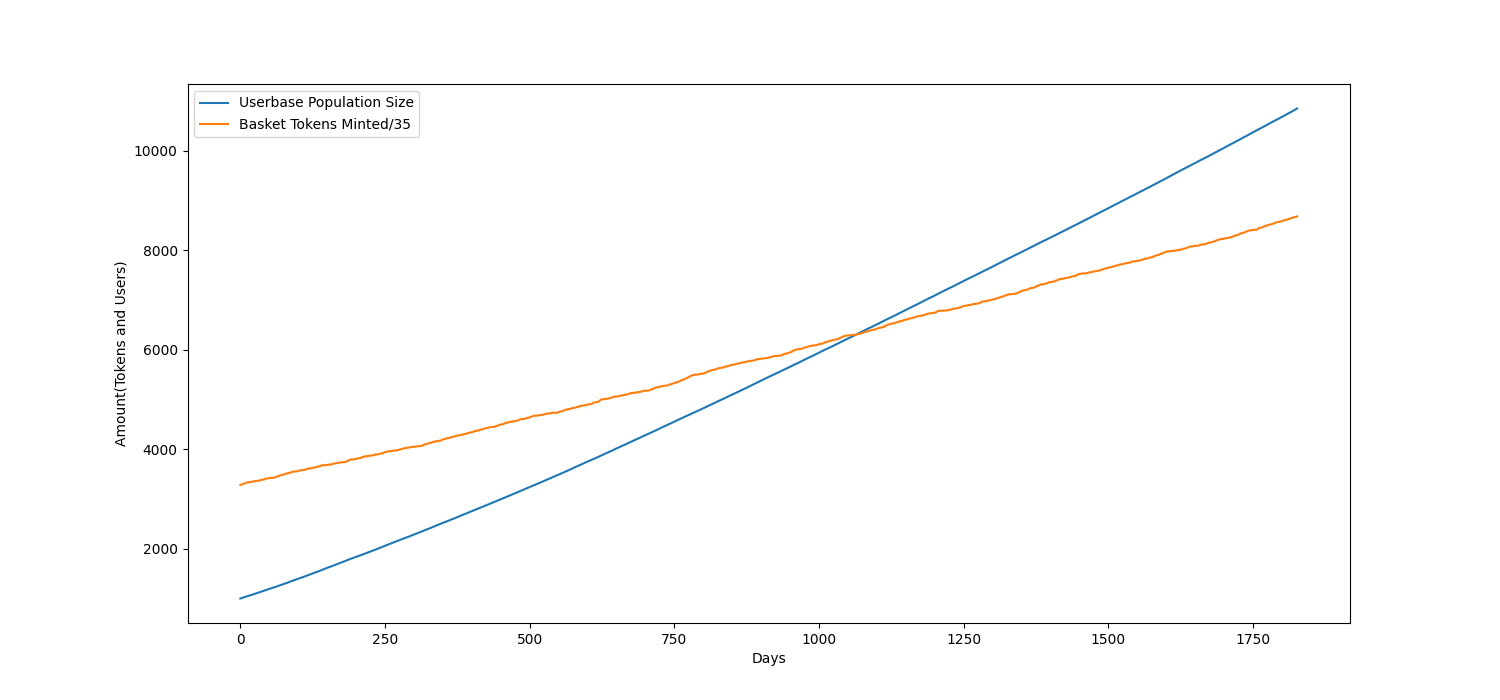 Userbase Population Size
Basket Tokens Minted/35
10000
8000
6000
4000
2000
Amount(Tokens and Users)
0 250 500 750 1000 1250 1500 1750
Days